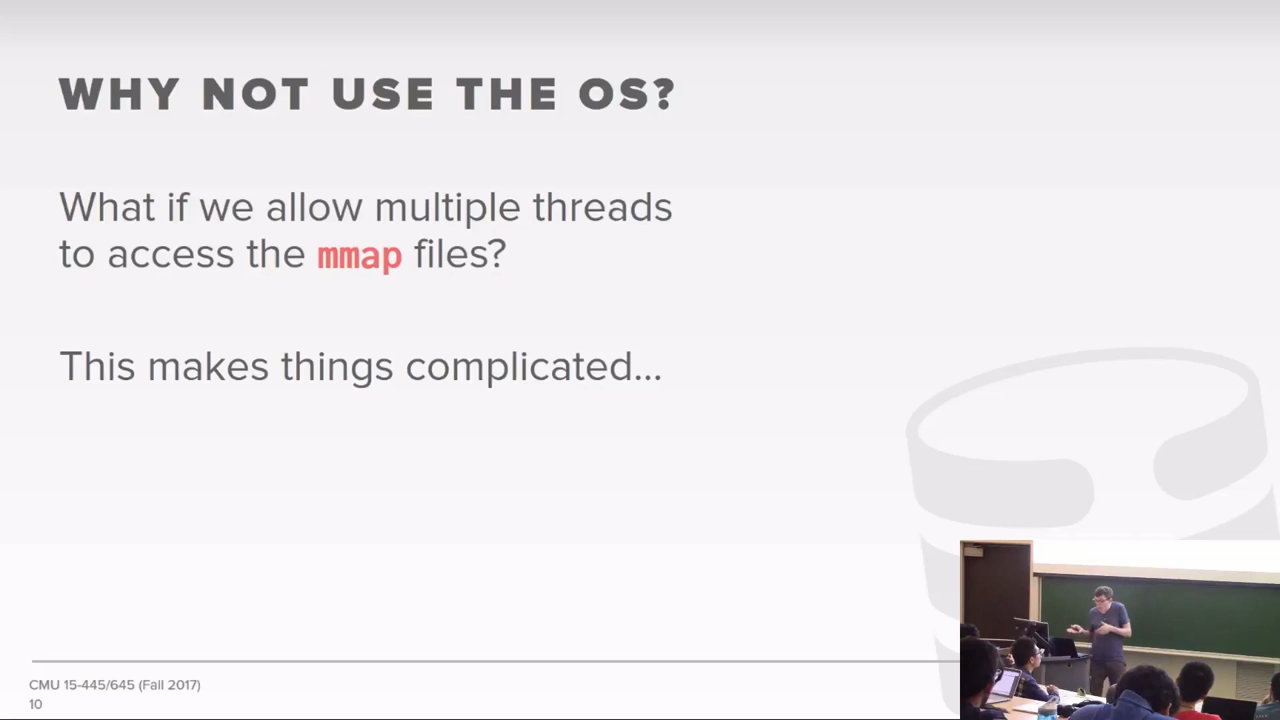 WHY NOT USE THE OS?
What if we allow multiple threads
to access the mmap files?
This makes things complicated...
CMU 15-445/645 (Fall 2017)
10